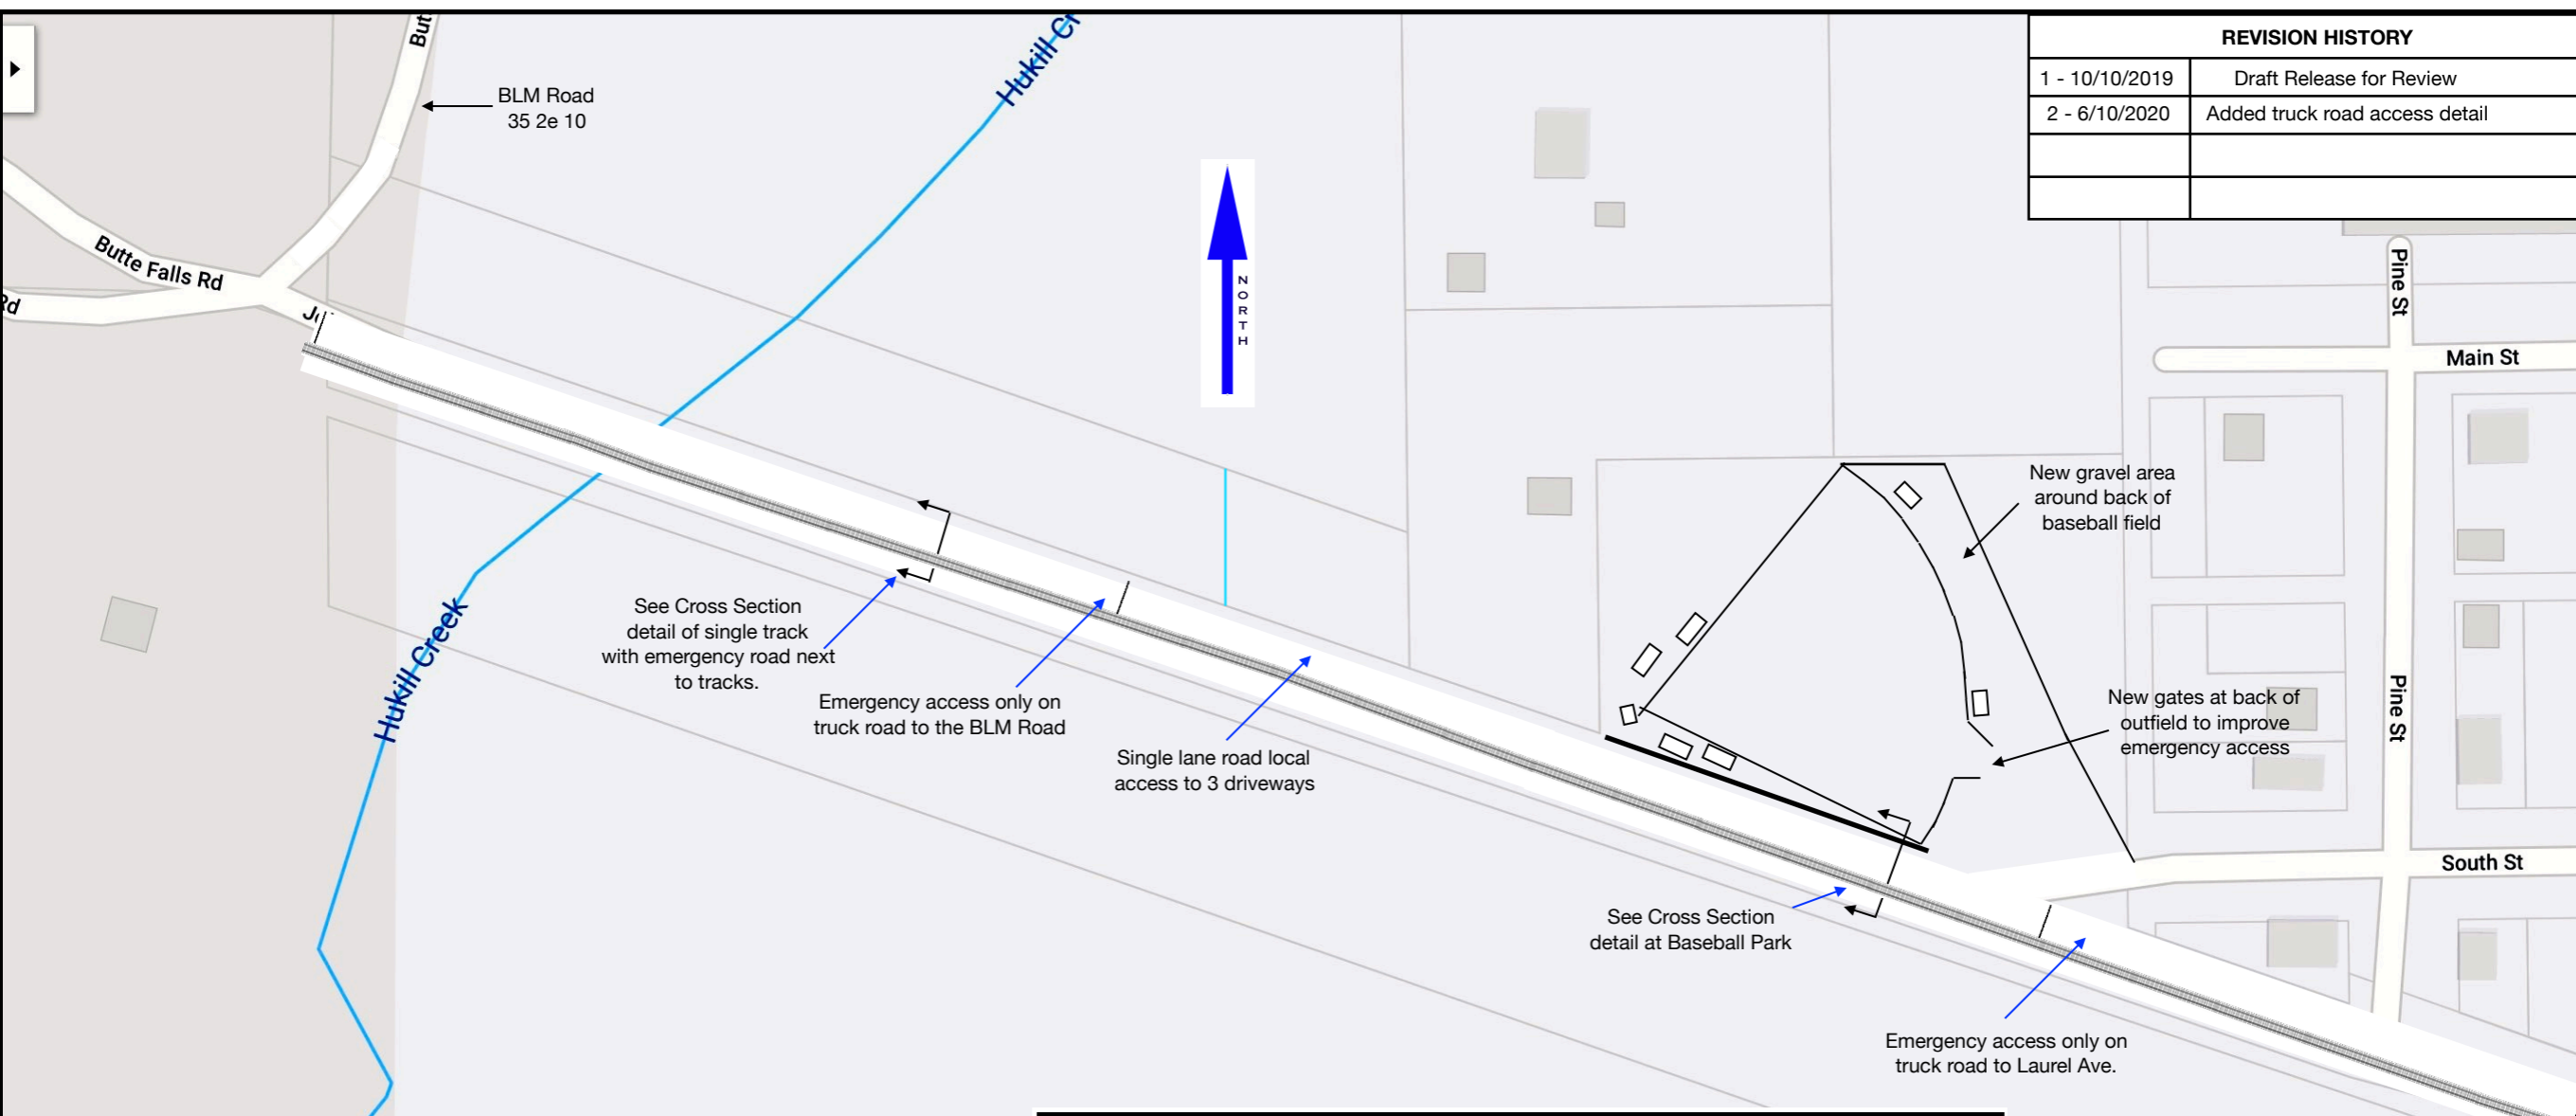 REVISION HISTORY
1 - 10/10/2019 Draft Release for Review
2 - 6/10/2020 Added truck road access detail
But
BLM Road
35 2e 10
Hukill Cr
NORTH
Butte Falls Rd
Rd
Pine St
Main St
New gravel area
around back of
baseball field
See Cross Section
detail of single track
with emergency road next
to tracks.
Hukill Creek
Emergency access only on
truck road to the BLM Road
Single lane road local
access to 3 driveways
New gates at back of
outfield to improve
emergency access
Pine St
South St
See Cross Section
detail at Baseball Park
Emergency access only on
truck road to Laurel Ave.